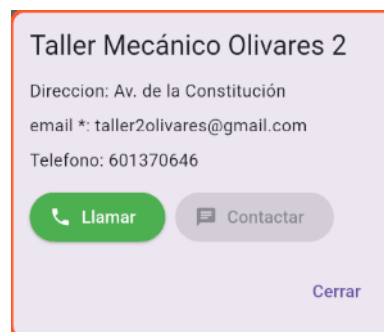 Taller Mecánico Olivares 2
Direccion: Av. de la Constitución
email *: taller2olivares@gmail.com
Telefono: 601370646
Llamar
Contactar
Cerrar